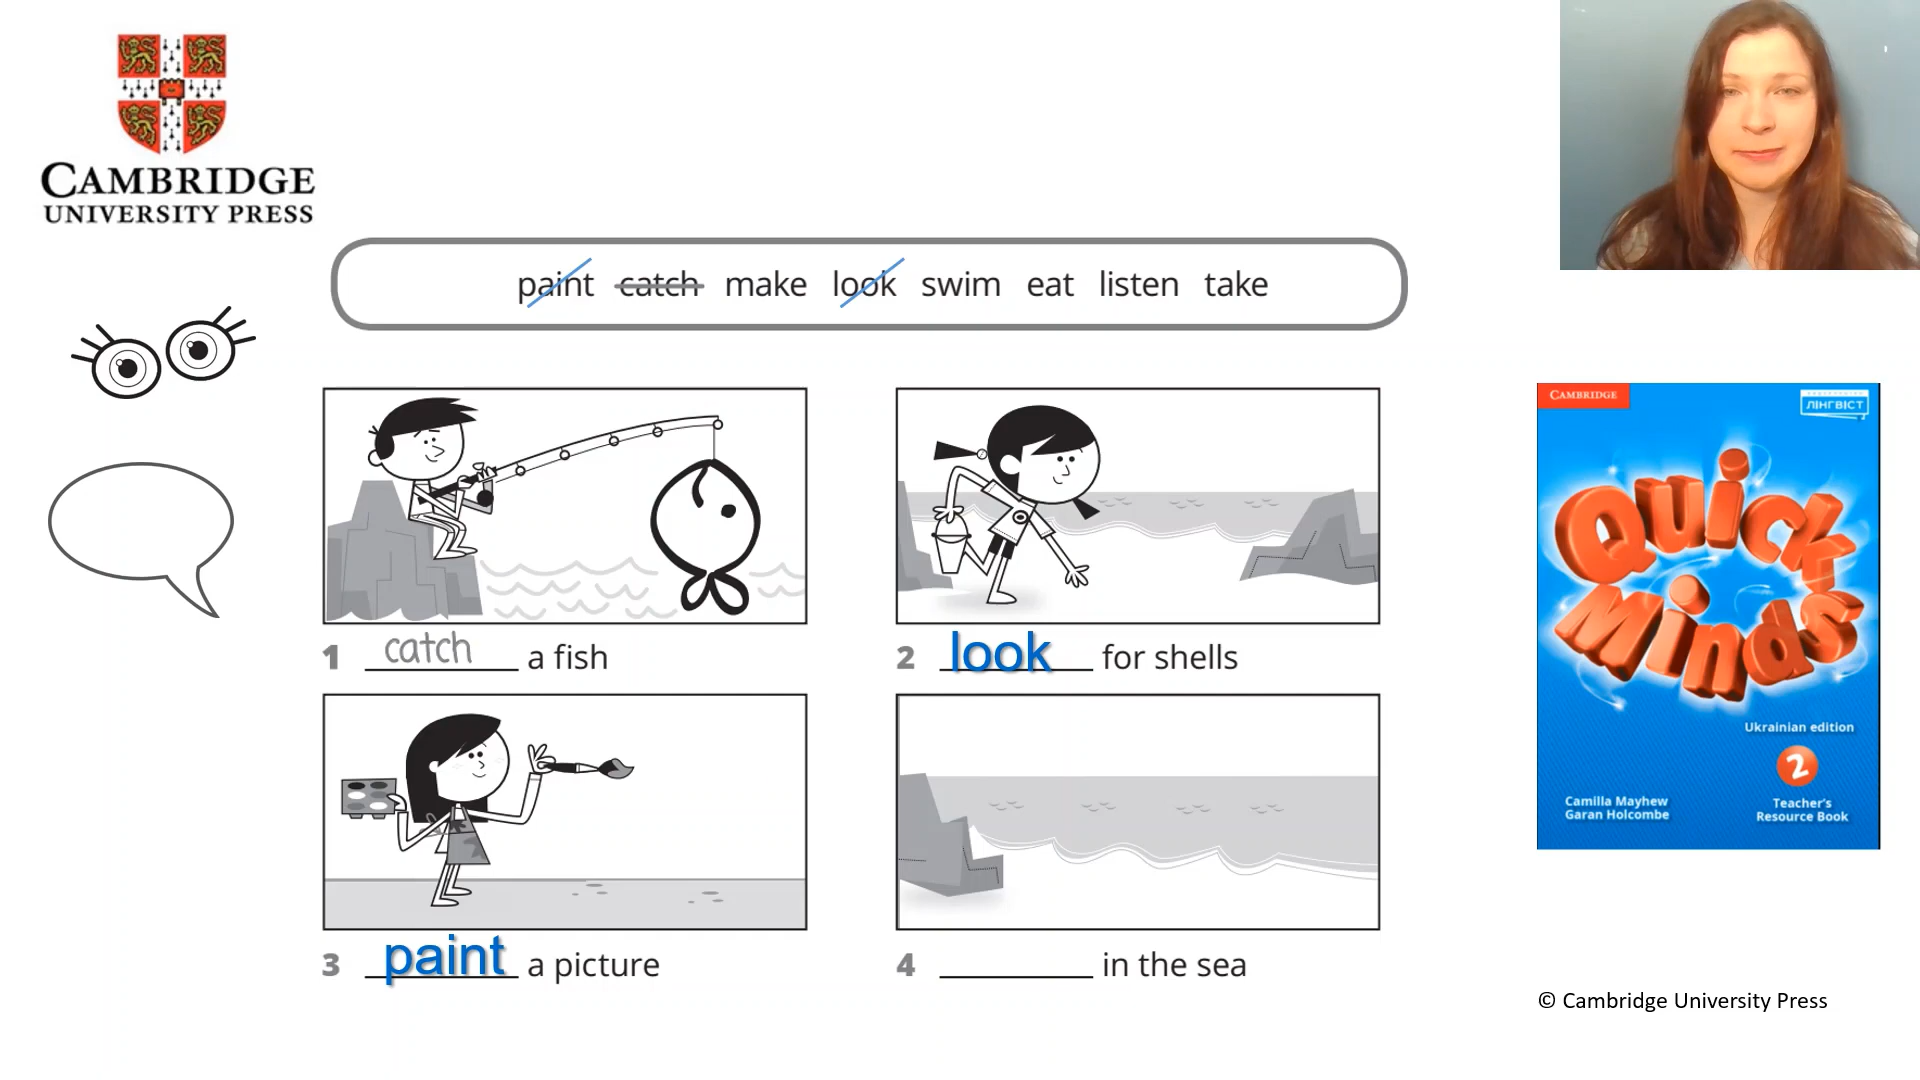 CAMBRIDGE
UNIVERSITY PRESS
paint catch make look swim eat listen take
1 catch a fish
2 look for shells
3 paint a picture
4 __________ in the sea
CAMBRIDGE
ЛІНГВІСТ
Quick
Minds
Ukrainian edition
2
Camilla Mayhew
Garan Holcombe
Teacher's
Resource Book
© Cambridge University Press